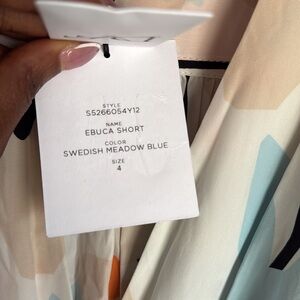 STYLE
S5266054Y12
NAME
EBUCA SHORT
COLOR
SWEDISH MEADOW BLUE
SIZE
4